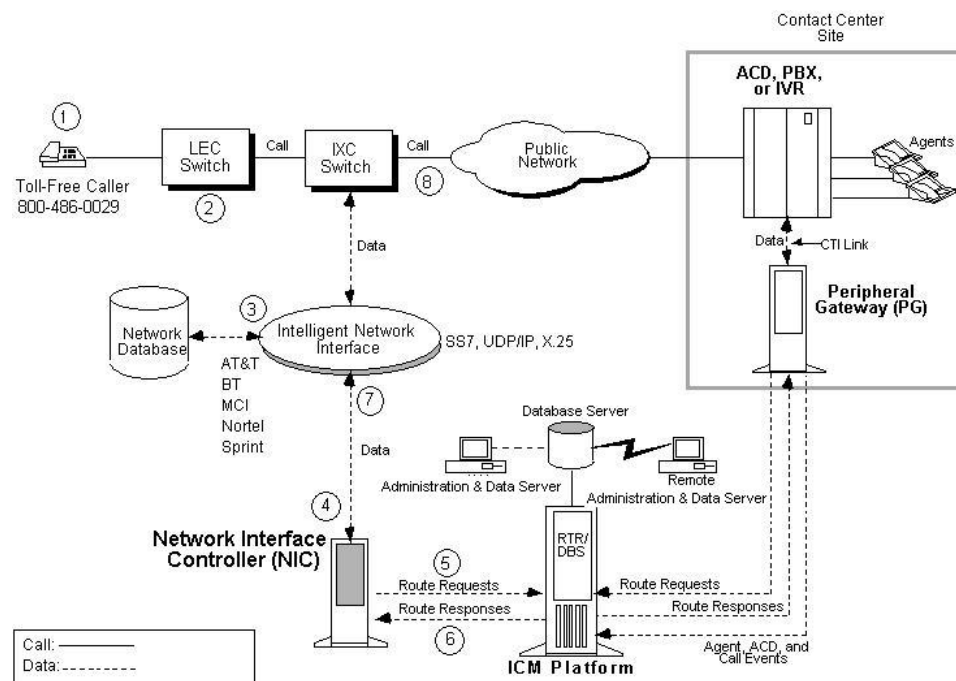 Contact Center
Site
ACD, PBX,
or IVR
1
LEC
Switch
Call
IXC
Switch
Call
8
Public
Network
Agents
Toll-Free Caller
800-486-0029
2
Data
Data
CTI Link
3
Network
Database
Intelligent Network
Interface
SS7, UDP/IP, X.25
Peripheral
Gateway (PG)
AT&T
BT
MCI
Nortel
Sprint
7
Data
Database Server
Administration & Data Server
Remote
Administration & Data Server
4
Network Interface
Controller (NIC)
RTR/
DBS
5
Route Requests
Route Requests
Route Responses
Route Responses
6
Agent, ACD, and
Call Events
ICM Platform
Call:
Data: